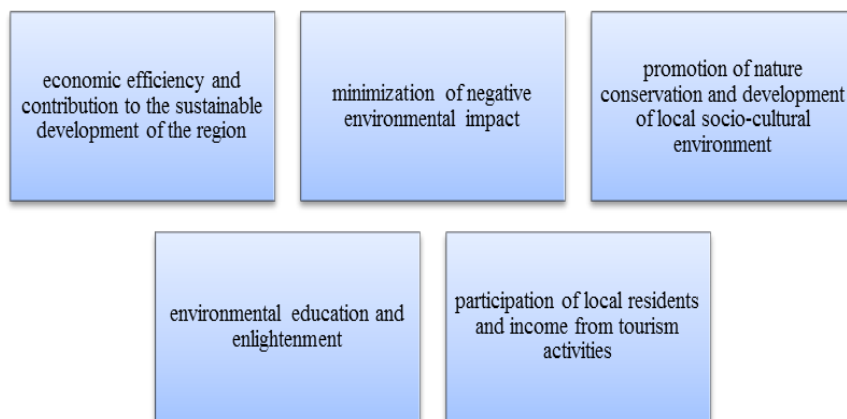 economic efficiency and
contribution to the sustainable
development of the region
minimization of negative
environmental impact
promotion of nature
conservation and development
of local socio-cultural
environment
environmental education and
enlightenment
participation of local residents
and income from tourism
activities